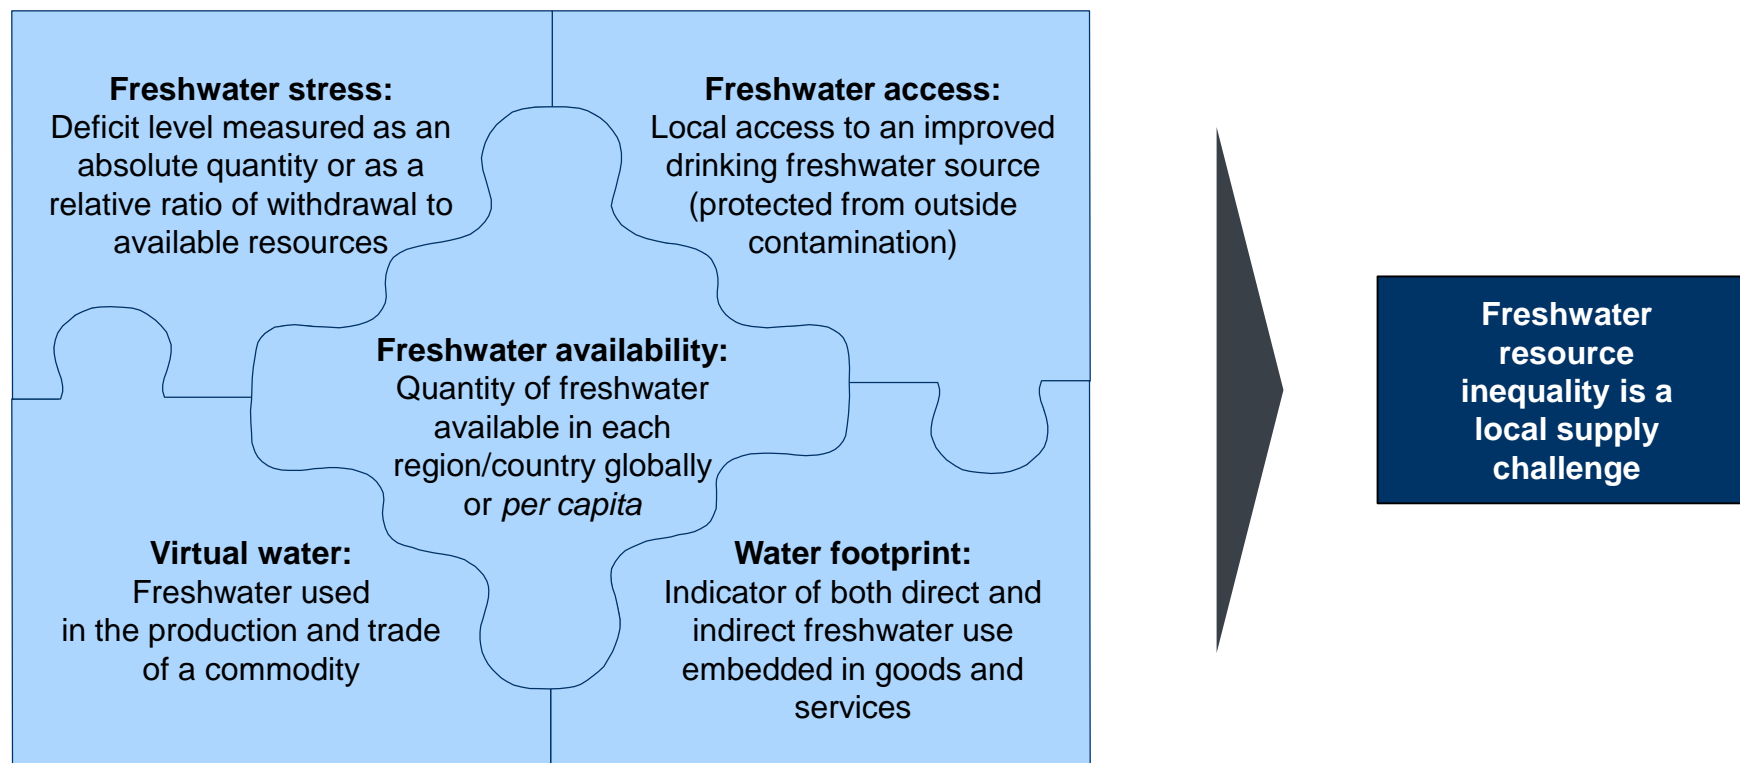 Freshwater stress:
Deficit level measured as an
absolute quantity or as a
relative ratio of withdrawal to
available resources
Freshwater access:
Local access to an improved
drinking freshwater source
(protected from outside
contamination)
Freshwater availability:
Quantity of freshwater
available in each
region/country globally
or per capita
Virtual water:
Freshwater used
in the production and trade
of a commodity
Water footprint:
Indicator of both direct and
indirect freshwater use
embedded in goods and
services
Freshwater
resource
inequality is a
local supply
challenge